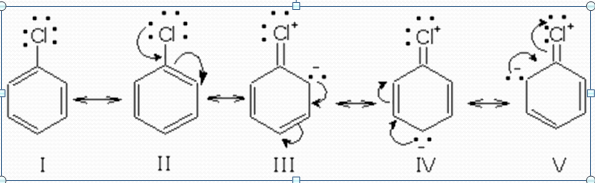 Cl Cl Cl+ Cl+ Cl+
- - -
I II III IV V